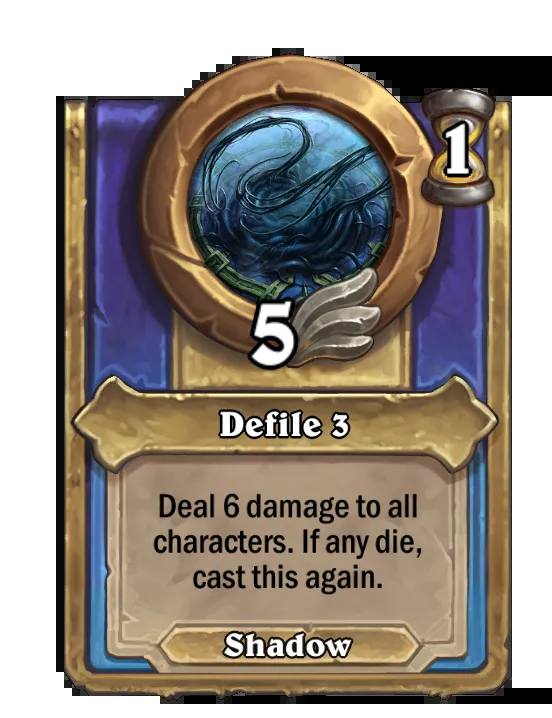 1
5
Defile 3
Deal 6 damage to all
characters. If any die,
cast this again.
Shadow